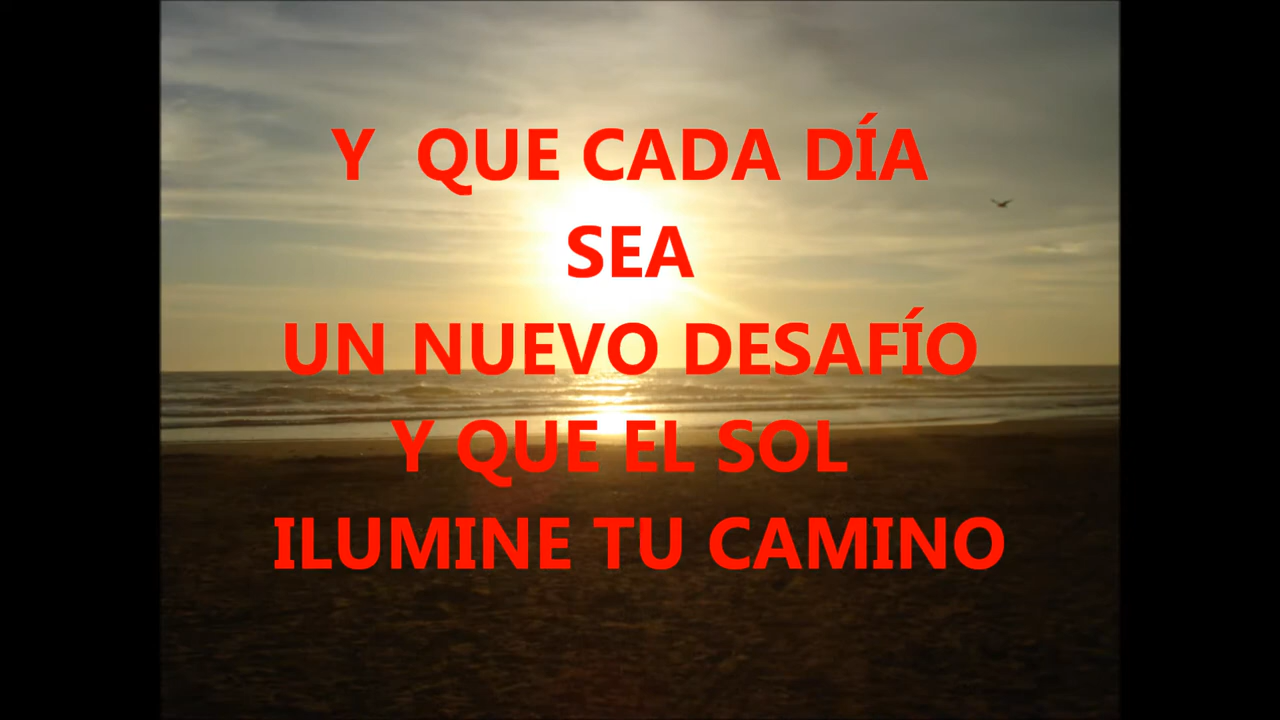 Y  QUE CADA DÍA
SEA
UN NUEVO DESAFÍO
Y QUE EL SOL
ILUMINE TU CAMINO